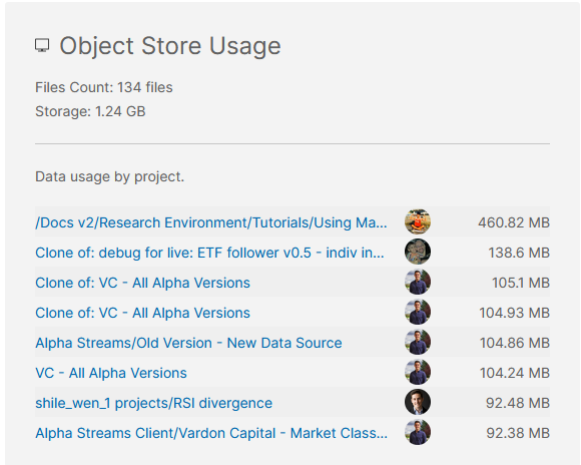 Object Store Usage
Files Count: 134 files
Storage: 1.24 GB
Data usage by project.
/Docs v2/Research Environment/Tutorials/Using Ma... 460.82 MB
Clone of: debug for live: ETF follower v0.5 - indiv in... 138.6 MB
Clone of: VC - All Alpha Versions 105.1 MB
Clone of: VC - All Alpha Versions 104.93 MB
Alpha Streams/Old Version - New Data Source 104.86 MB
VC - All Alpha Versions 104.24 MB
shile_wen_1 projects/RSI divergence 92.48 MB
Alpha Streams Client/Vardon Capital - Market Class... 92.38 MB